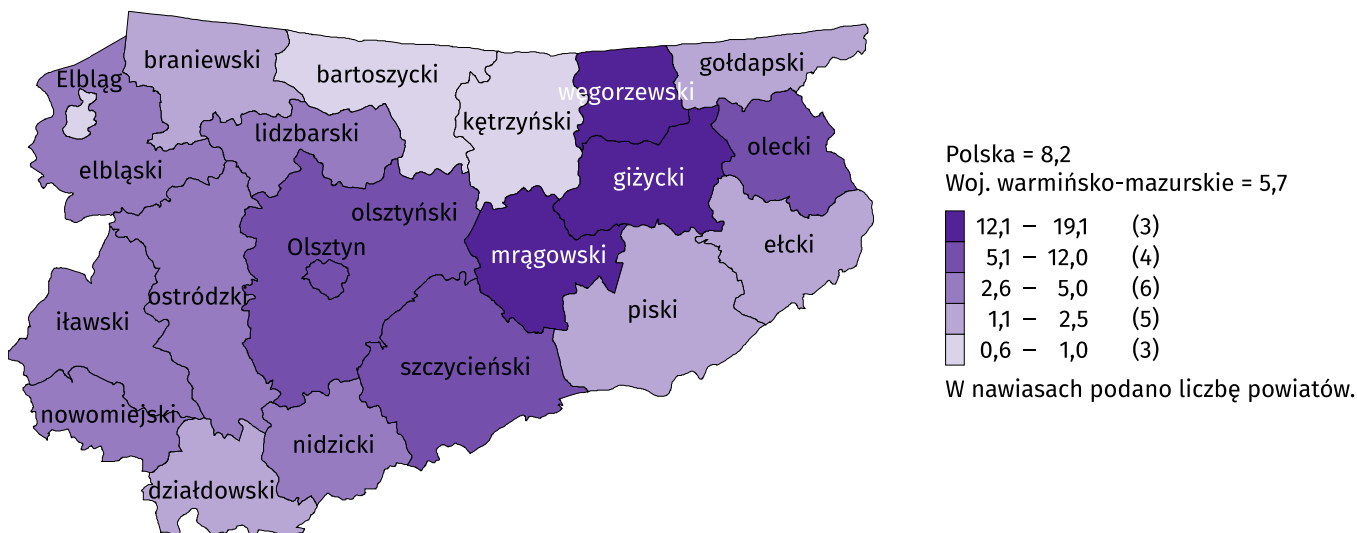 braniewski
gołdapski
Elbląg
bartoszycki
węgorzewski
kętrzyński
lidzbarski
olecki
elbląski
giżycki
olsztyński
Olsztyn
mrągowski
ełcki
ostródzki
iławski
piski
szczycieński
nowomiejski
nidzicki
działdowski
Polska = 8,2
Woj. warmińsko-mazurskie = 5,7
12,1 – 19,1 (3)
5,1 – 12,0 (4)
2,6 – 5,0 (6)
1,1 – 2,5 (5)
0,6 – 1,0 (3)
W nawiasach podano liczbę powiatów.